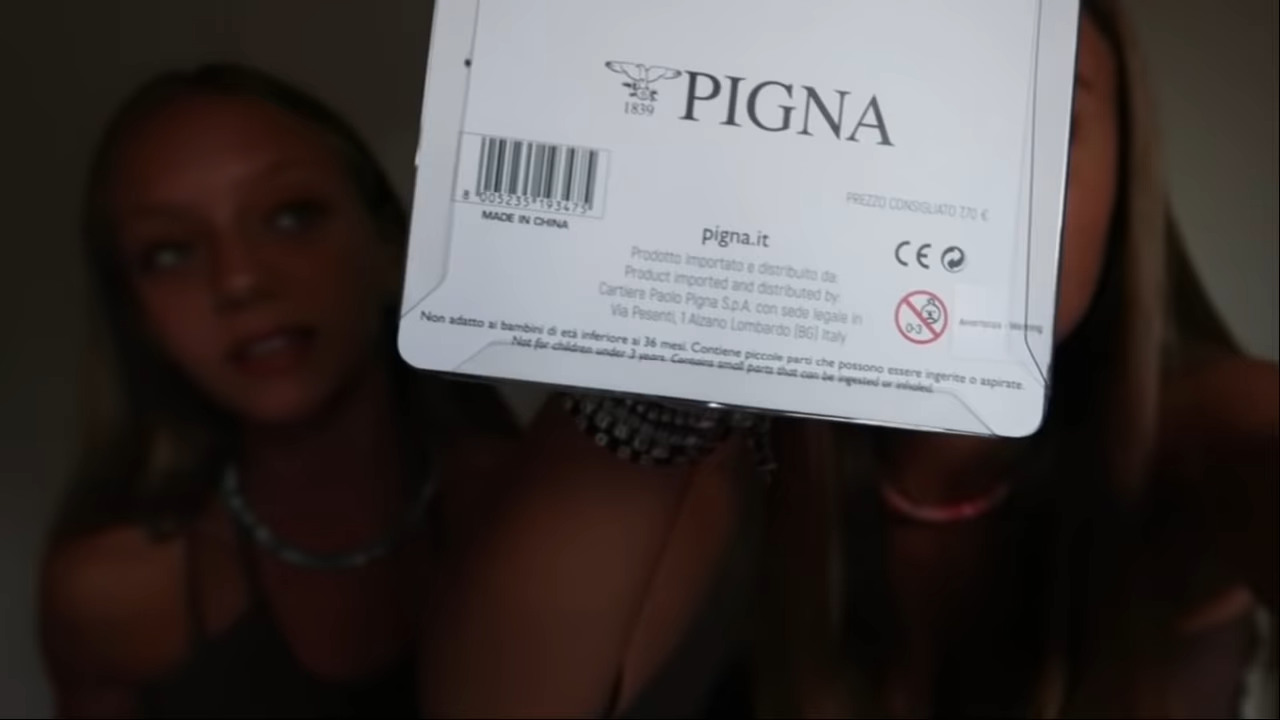 1839
PIGNA
8 005235 193475
MADE IN CHINA
PREZZO CONSIGLIATO 7,70 €
pigna.it
CE
Prodotto importato e distribuito da:
Product imported and distributed by:
Cartiere Paolo Pigna S.p.A. con sede legale in
Via Pesenti, 1 Alzano Lombardo (BG) Italy
0-3
Avvertenza - Warning
Non adatto ai bambini di età inferiore ai 36 mesi. Contiene piccole parti che possono essere ingerite o aspirate.
Not for children under 3 years. Contains small parts that can be ingested or inhaled.